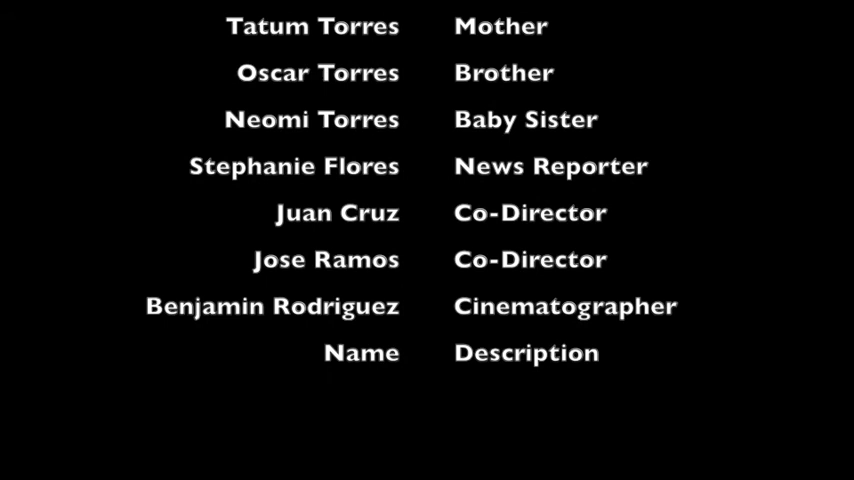 Tatum Torres Mother
Oscar Torres Brother
Neomi Torres Baby Sister
Stephanie Flores News Reporter
Juan Cruz Co-Director
Jose Ramos Co-Director
Benjamin Rodriguez Cinematographer
Name Description